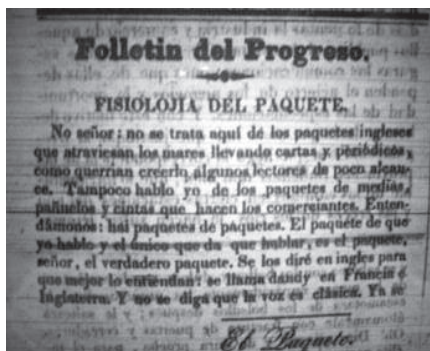 Folletin del Progreso.
FISIOLOJIA DEL PAQUETE.
No señor: no se trata aquí de los paquetes ingleses
que atraviesan los mares llevando cartas y periódicos,
como querrian creerlo algunos lectores de poco alcan-
ce. Tampoco hablo yo de los paquetes de medias,
pañuelos y cintas que hacen los comerciantes. Enten-
dámonos: hai paquetes de paquetes. El paquete de que
yo hablo y el único que da que hablar, es el paquete,
señor, el verdadero paquete. Se los diré en ingles para
que mejor lo entiendan: se llama dandy en Francia é
Inglaterra. Y no se diga que la voz es clásica. Ya se
El Paquete.